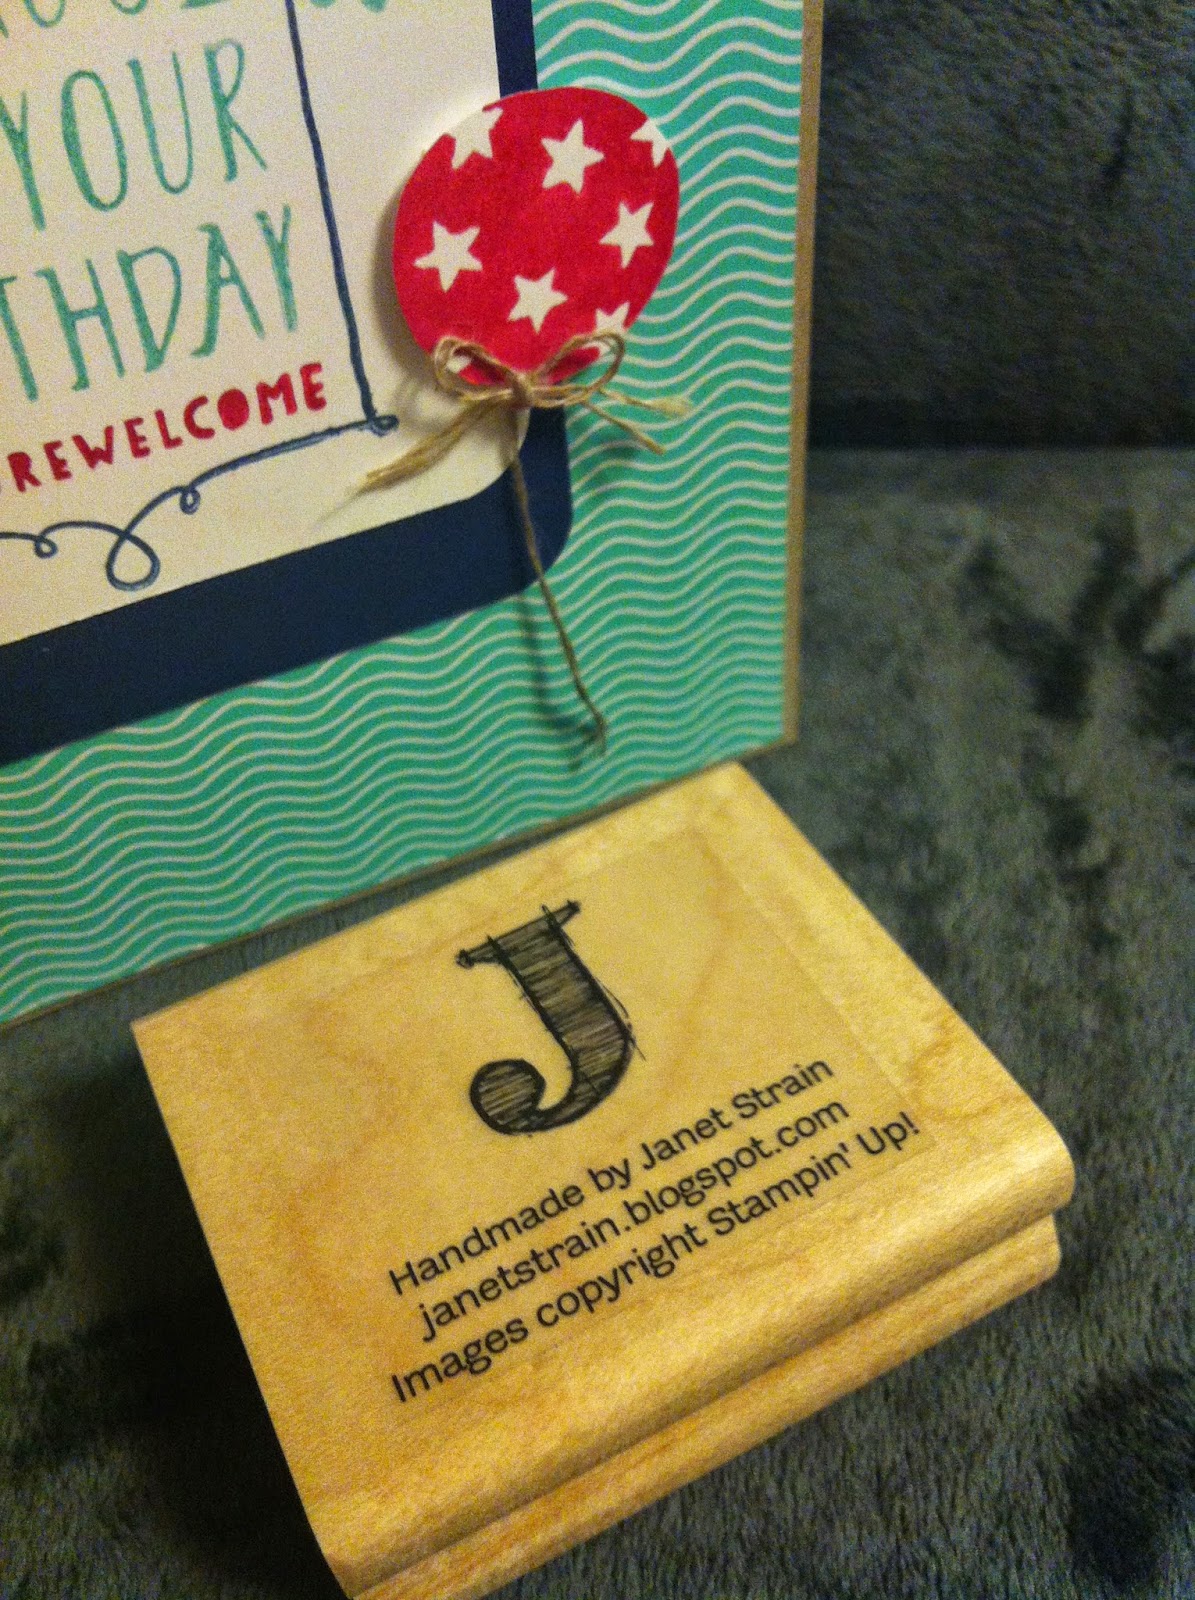 YOUR
THDAY
REWELCOME
J
Handmade by Janet Strain
janetstrain.blogspot.com
Images copyright Stampin' Up!